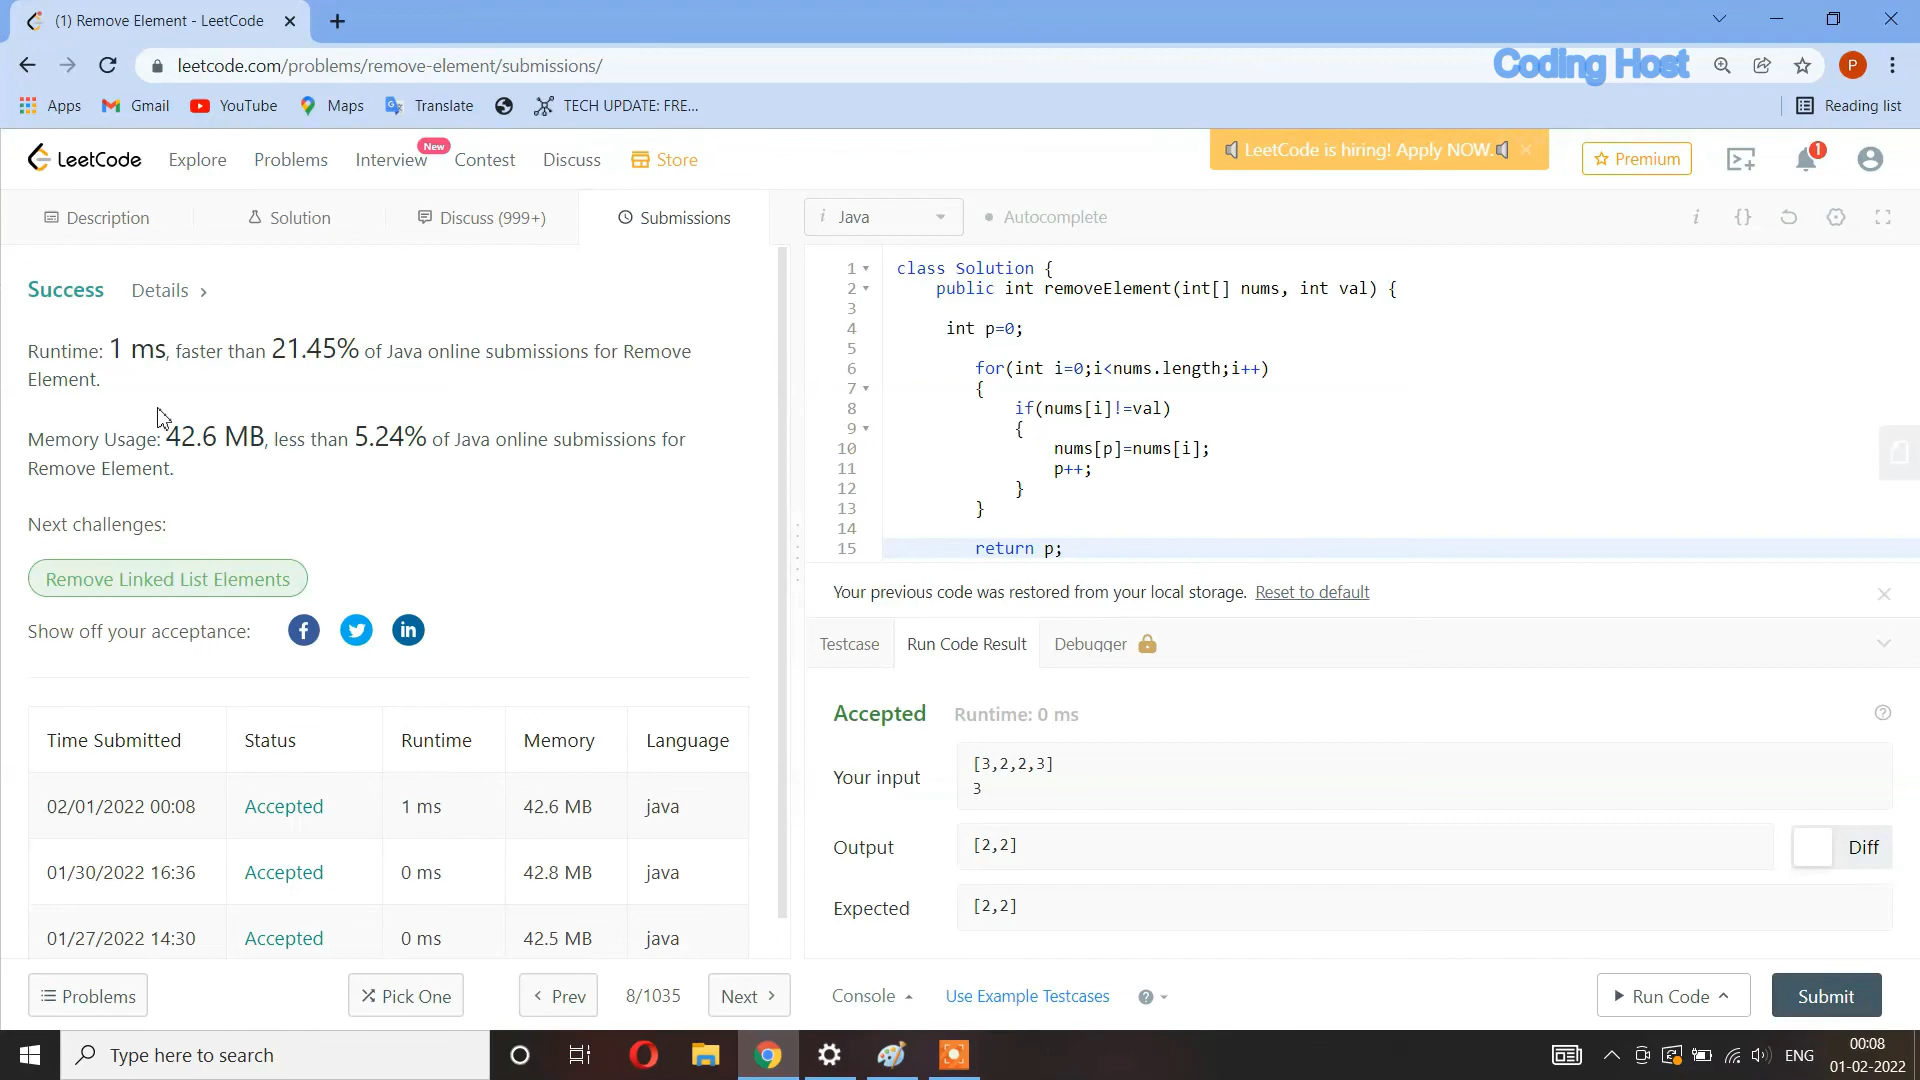 (1) Remove Element - LeetCode
leetcode.com/problems/remove-element/submissions/
Coding Host
P
Apps
Gmail
YouTube
Maps
Translate
TECH UPDATE: FRE...
Reading list
LeetCode
Explore
Problems
Interview
New
Contest
Discuss
Store
LeetCode is hiring! Apply NOW.
Premium
1
Description
Solution
Discuss (999+)
Submissions
i Java
Autocomplete
i {}
Success Details >
Runtime: 1 ms, faster than 21.45% of Java online submissions for Remove
Element.
Memory Usage: 42.6 MB, less than 5.24% of Java online submissions for
Remove Element.
Next challenges:
Remove Linked List Elements
Show off your acceptance:
Time Submitted Status Runtime Memory Language
02/01/2022 00:08 Accepted 1 ms 42.6 MB java
01/30/2022 16:36 Accepted 0 ms 42.8 MB java
01/27/2022 14:30 Accepted 0 ms 42.5 MB java
1 class Solution {
2 public int removeElement(int[] nums, int val) {
3
4 int p=0;
5
6 for(int i=0;i<nums.length;i++)
7 {
8 if(nums[i]!=val)
9 {
10 nums[p]=nums[i];
11 p++;
12 }
13 }
14
15 return p;
Your previous code was restored from your local storage. Reset to default
Testcase
Run Code Result
Debugger
Accepted Runtime: 0 ms
Your input
[3,2,2,3]
3
Output
[2,2]
Diff
Expected
[2,2]
Problems
Pick One
< Prev
8/1035
Next >
Console
Use Example Testcases
Run Code
Submit
Type here to search
ENG
00:08
01-02-2022